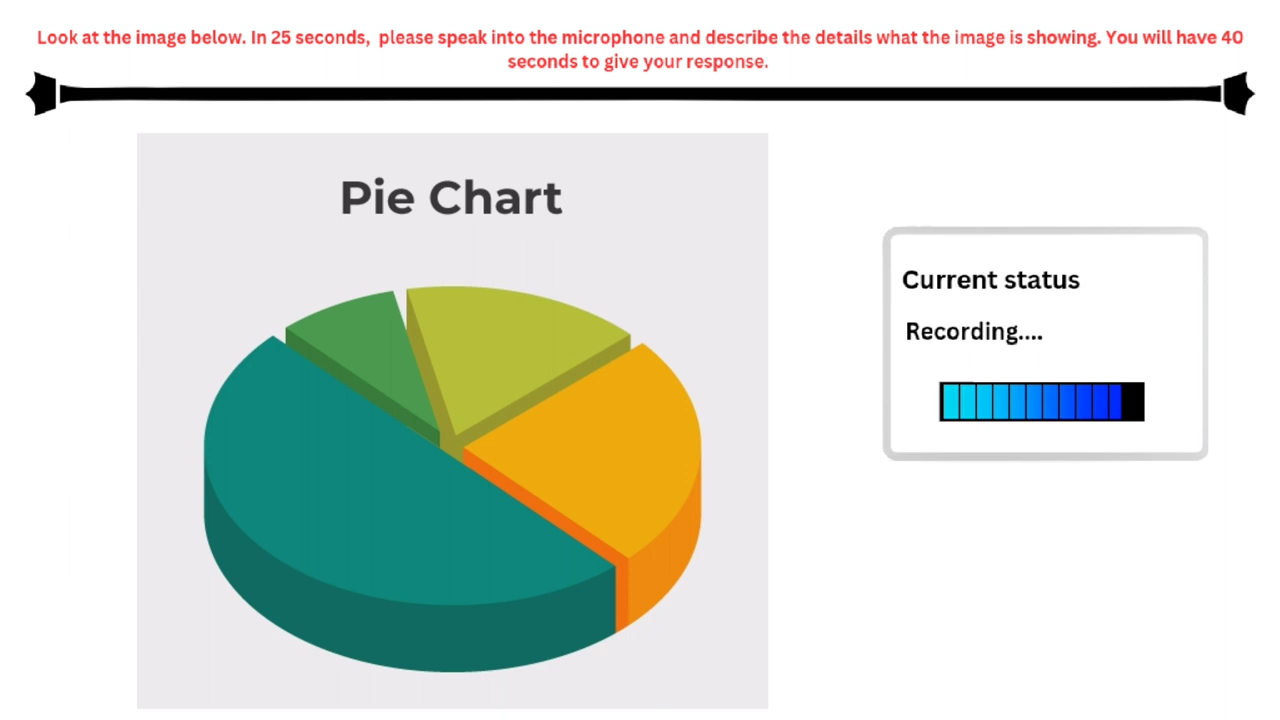 Look at the image below. In 25 seconds,  please speak into the microphone and describe the details what the image is showing. You will have 40
seconds to give your response.
Pie Chart
Current status
Recording....